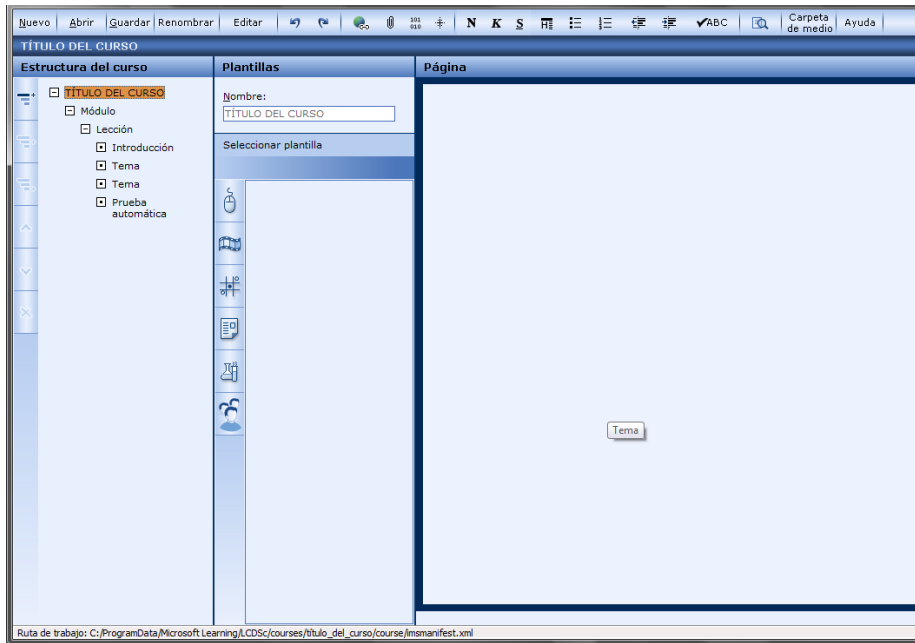 Nuevo Abrir Guardar Renombrar Editar 101 010 N K S ABC Carpeta de medio Ayuda
TÍTULO DEL CURSO
Estructura del curso
TÍTULO DEL CURSO
Módulo
Lección
Introducción
Tema
Tema
Prueba
automática
Plantillas
Nombre:
TÍTULO DEL CURSO
Seleccionar plantilla
Página
Tema
Ruta de trabajo: C:/ProgramData/Microsoft Learning/LCDSc/courses/título_del_curso/course/imsmanifest.xml